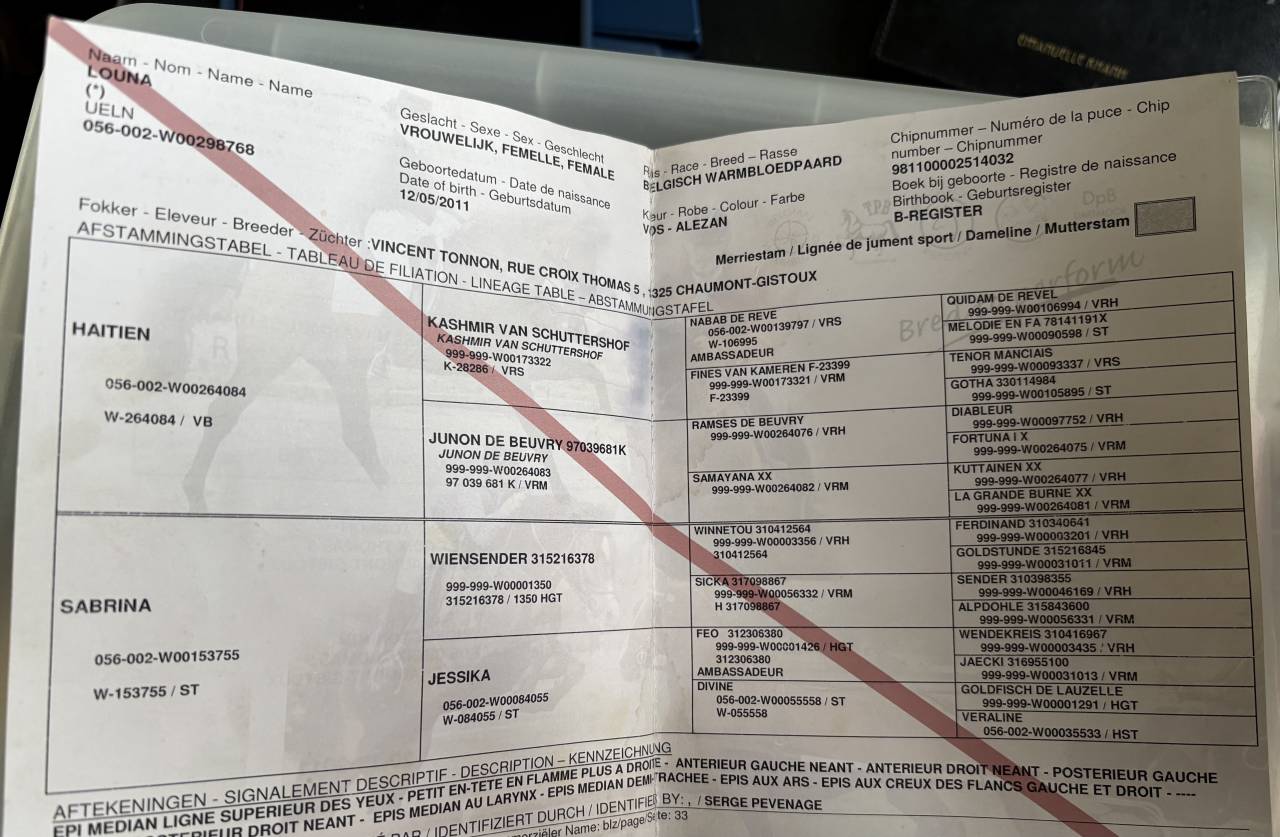 EMMANUELLE KHANH
Naam - Nom - Name - Name
LOUNA
(*)
UELN
056-002-W00298768
Geslacht - Sexe - Sex - Geschlecht
VROUWELIJK, FEMELLE, FEMALE
Geboortedatum - Date de naissance
Date of birth - Geburtsdatum
12/05/2011
Ras - Race - Breed – Rasse
BELGISCH WARMBLOEDPAARD
Keur - Robe - Colour - Farbe
VOS - ALEZAN
Chipnummer – Numéro de la puce - Chip
number – Chipnummer
981100002514032
Boek bij geboorte - Registre de naissance
Birthbook - Geburtsregister
B-REGISTER
Merriestam / Lignée de jument sport / Dameline / Mutterstam
Fokker - Eleveur - Breeder - Züchter :VINCENT TONNON, RUE CROIX THOMAS 5 , 1325 CHAUMONT-GISTOUX
AFSTAMMINGSTABEL - TABLEAU DE FILIATION - LINEAGE TABLE – ABSTAMMUNGSTAFEL
HAITIEN
056-002-W00264084
W-264084 / VB
SABRINA
056-002-W00153755
W-153755 / ST
KASHMIR VAN SCHUTTERSHOF
KASHMIR VAN SCHUTTERSHOF
999-999-W00173322
K-28286 / VRS
JUNON DE BEUVRY 97039681K
JUNON DE BEUVRY
999-999-W00264083
97 039 681 K / VRM
WIENSENDER 315216378
999-999-W00001350
315216378 / 1350 HGT
JESSIKA
056-002-W00084055
W-084055 / ST
NABAB DE REVE
056-002-W00139797 / VRS
W-106995
AMBASSADEUR
FINES VAN KAMEREN F-23399
999-999-W00173321 / VRM
F-23399
RAMSES DE BEUVRY
999-999-W00264076 / VRH
SAMAYANA XX
999-999-W00264082 / VRM
WINNETOU 310412564
999-999-W00003356 / VRH
310412564
SICKA 317098867
999-999-W00056332 / VRM
H 317098867
FEO 312306380
999-999-W00001426 / HGT
312306380
AMBASSADEUR
DIVINE
056-002-W00055558 / ST
W-055558
QUIDAM DE REVEL
999-999-W00106994 / VRH
MELODIE EN FA 78141191X
999-999-W00090598 / ST
TENOR MANCIAIS
999-999-W00093337 / VRS
GOTHA 330114984
999-999-W00105895 / ST
DIABLEUR
999-999-W00097752 / VRH
FORTUNA I X
999-999-W00264075 / VRM
KUTTAINEN XX
999-999-W00264077 / VRH
LA GRANDE BURNE XX
999-999-W00264081 / VRM
FERDINAND 310340641
999-999-W00003201 / VRH
GOLDSTUNDE 315216845
999-999-W00031011 / VRM
SENDER 310398355
999-999-W00046169 / VRH
ALPDOHLE 315843600
999-999-W00056331 / VRM
WENDEKREIS 310416967
999-999-W00003435 / VRH
JAECKI 316955100
999-999-W00031013 / VRM
GOLDFISCH DE LAUZELLE
999-999-W00001291 / HGT
VERALINE
056-002-W00035533 / HST
AFTEKENINGEN - SIGNALEMENT DESCRIPTIF - DESCRIPTION – KENNZEICHNUNG
EPI MEDIAN LIGNE SUPERIEUR DES YEUX - PETIT EN-TETE EN FLAMME PLUS A DROITE - ANTERIEUR GAUCHE NEANT - ANTERIEUR DROIT NEANT - POSTERIEUR GAUCHE
POSTERIEUR DROIT NEANT - EPIS MEDIAN AU LARYNX - EPIS MEDIAN DEMI-TRACHEE - EPIS AUX ARS - EPIS AUX CREUX DES FLANCS GAUCHE ET DROIT - ----
PAR / IDENTIFIZIERT DURCH / IDENTIFIED BY: , / SERGE PEVENAGE
Name: blz/page/Seite: 33